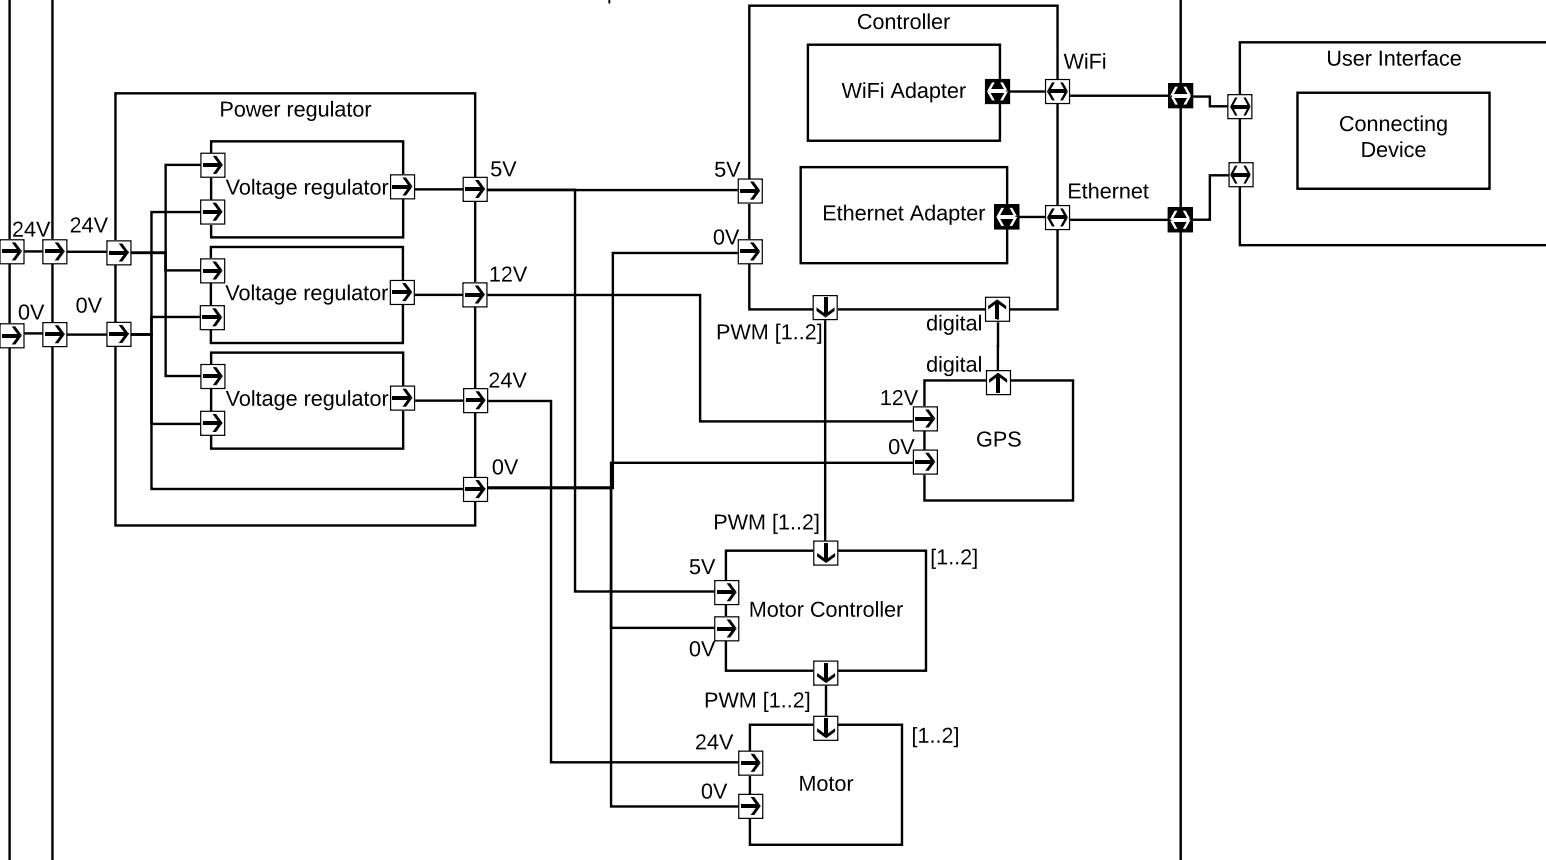 Controller
WiFi
User Interface
WiFi Adapter
Power regulator
Connecting
Device
5V
5V
Voltage regulator
Ethernet
Ethernet Adapter
24V
24V
0V
12V
Voltage regulator
0V
0V
digital
PWM [1..2]
digital
24V
Voltage regulator
12V
GPS
0V
0V
PWM [1..2]
[1..2]
5V
Motor Controller
0V
PWM [1..2]
[1..2]
24V
Motor
0V